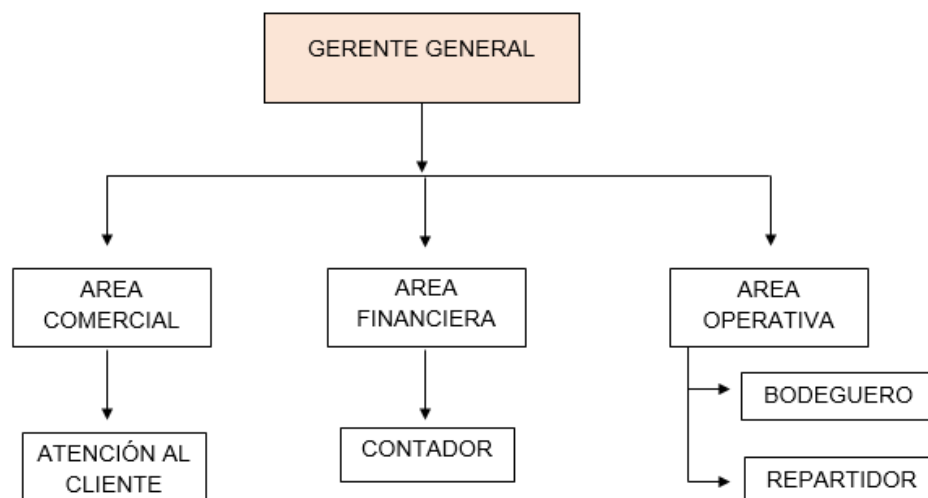 GERENTE GENERAL
AREA
COMERCIAL
AREA
FINANCIERA
AREA
OPERATIVA
BODEGUERO
ATENCIÓN AL
CLIENTE
CONTADOR
REPARTIDOR